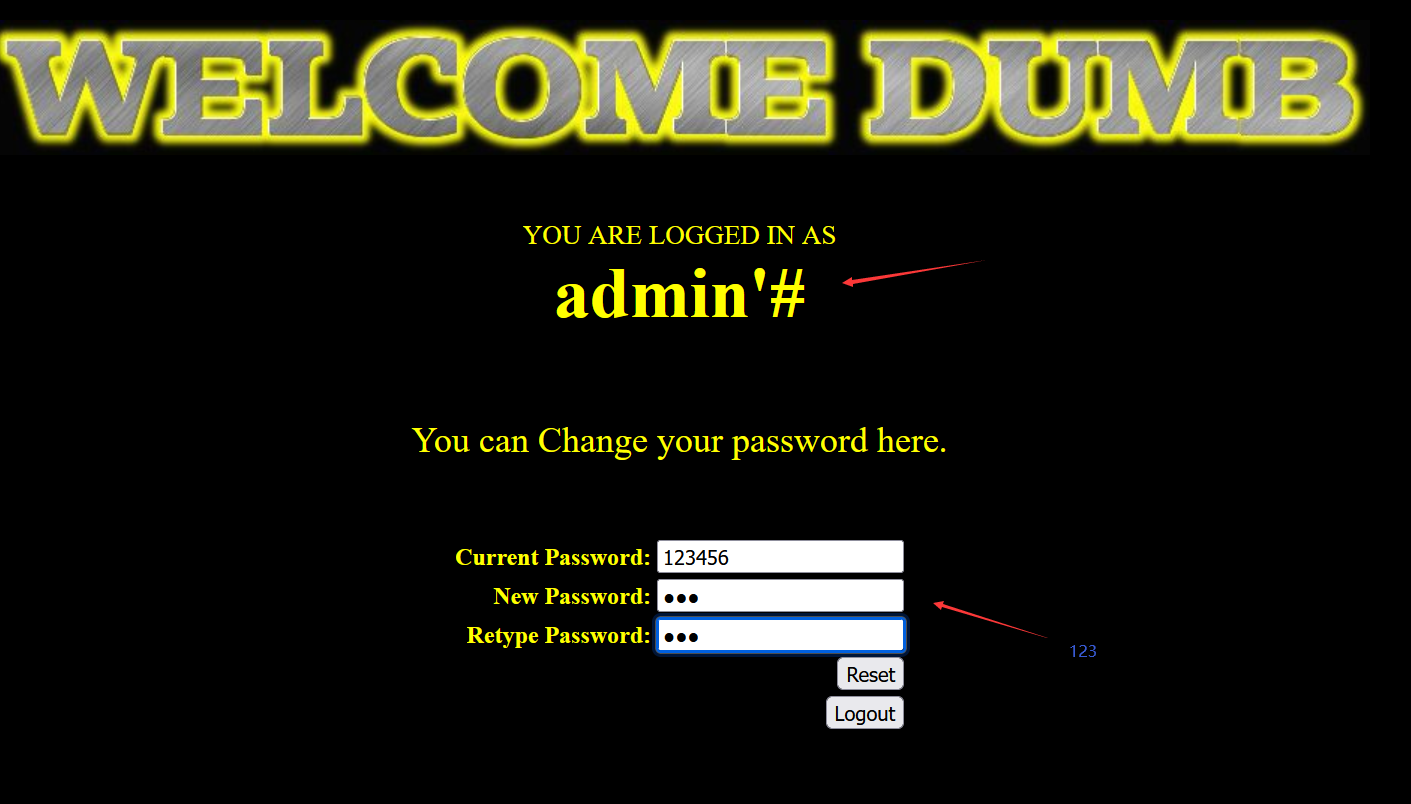 WELCOME DUMB
YOU ARE LOGGED IN AS
admin'#
You can Change your password here.
Current Password: 123456
New Password: ●●●
Retype Password: ●●●
123
Reset
Logout